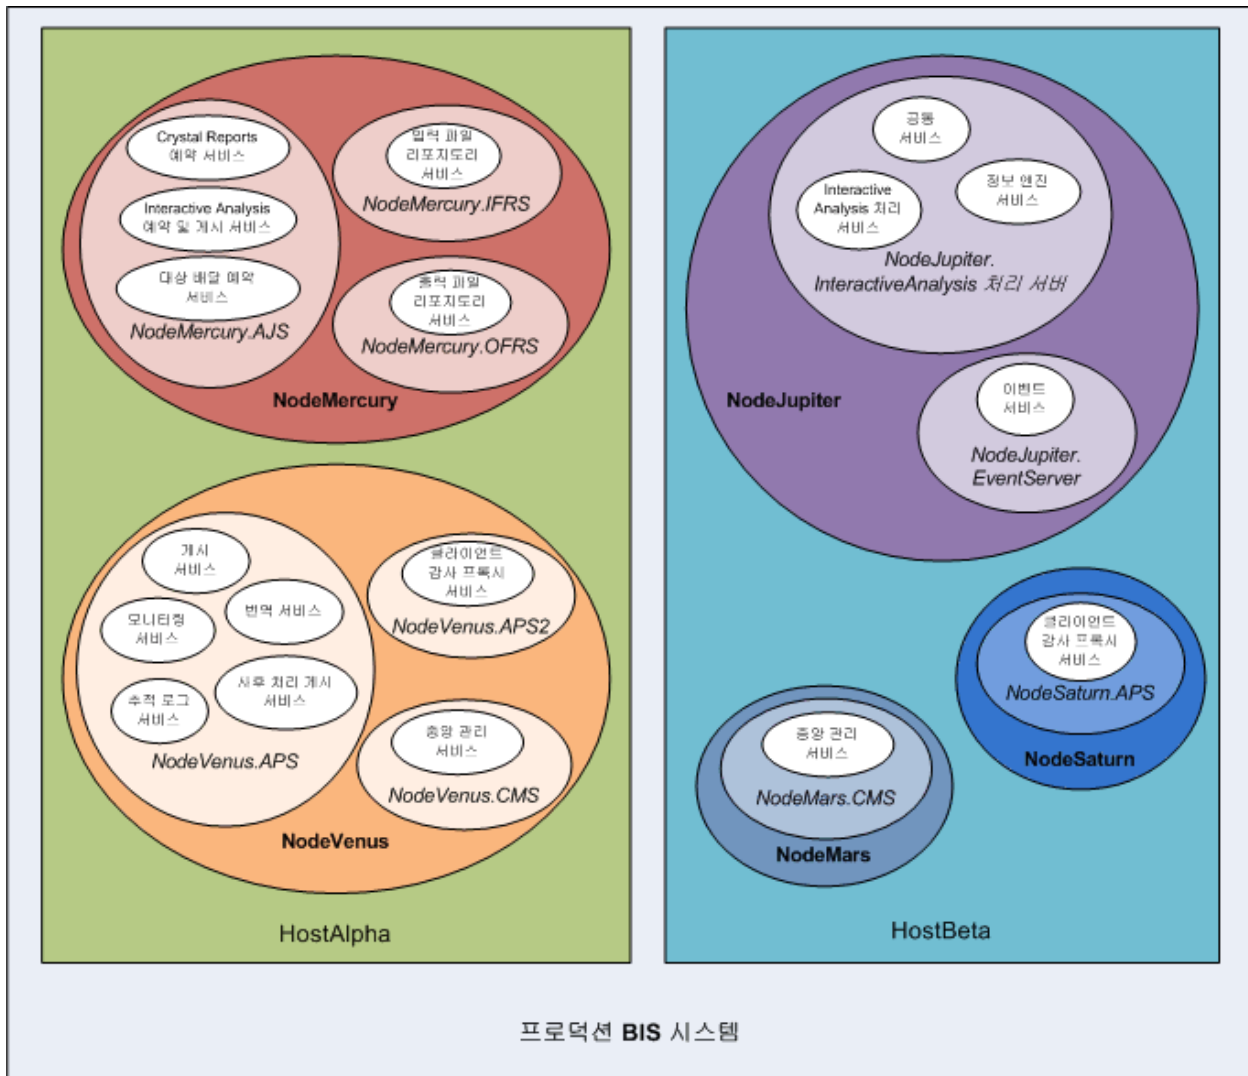 Crystal Reports
예약 서비스
Interactive Analysis
예약 및 게시 서비스
대상 배달 예약
서비스
NodeMercury.AJS
입력 파일
리포지토리
서비스
NodeMercury.IFRS
출력 파일
리포지토리
서비스
NodeMercury.OFRS
NodeMercury
게시
서비스
모니터링
서비스
번역 서비스
추적 로그
서비스
사후 처리 게시
서비스
NodeVenus.APS
클라이언트
감사 프록시
서비스
NodeVenus.APS2
중앙 관리
서비스
NodeVenus.CMS
NodeVenus
HostAlpha
공통
서비스
Interactive
Analysis 처리
서비스
정보 엔진
서비스
NodeJupiter.
InteractiveAnalysis 처리 서버
NodeJupiter
이벤트
서비스
NodeJupiter.
EventServer
클라이언트
감사 프록시
서비스
NodeSaturn.APS
NodeSaturn
중앙 관리
서비스
NodeMars.CMS
NodeMars
HostBeta
프로덕션 BIS 시스템